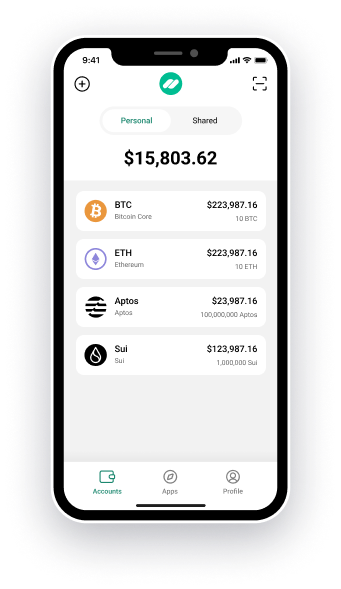 9:41
Personal Shared
$15,803.62
BTC $223,987.16
Bitcoin Core 10 BTC
ETH $223,987.16
Ethereum 10 ETH
Aptos $23,987.16
Aptos 100,000,000 Aptos
Sui $123,987.16
Sui 1,000,000 Sui
Accounts Apps Profile